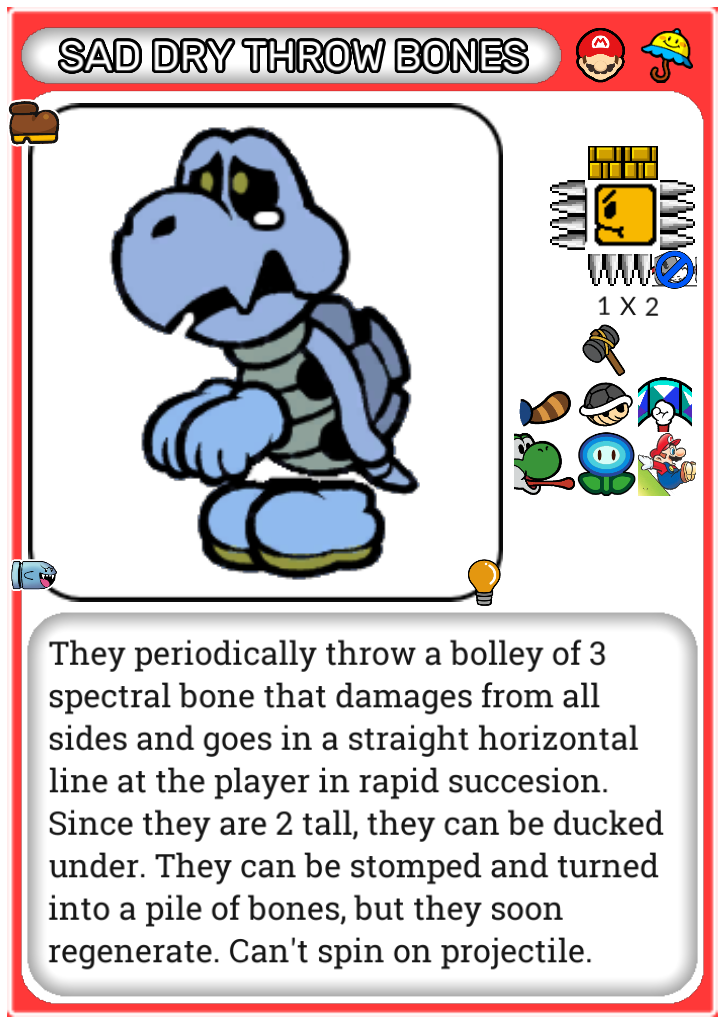 SAD DRY THROW BONES
1 X 2
They periodically throw a bolley of 3
spectral bone that damages from all
sides and goes in a straight horizontal
line at the player in rapid succesion.
Since they are 2 tall, they can be ducked
under. They can be stomped and turned
into a pile of bones, but they soon
regenerate. Can't spin on projectile.